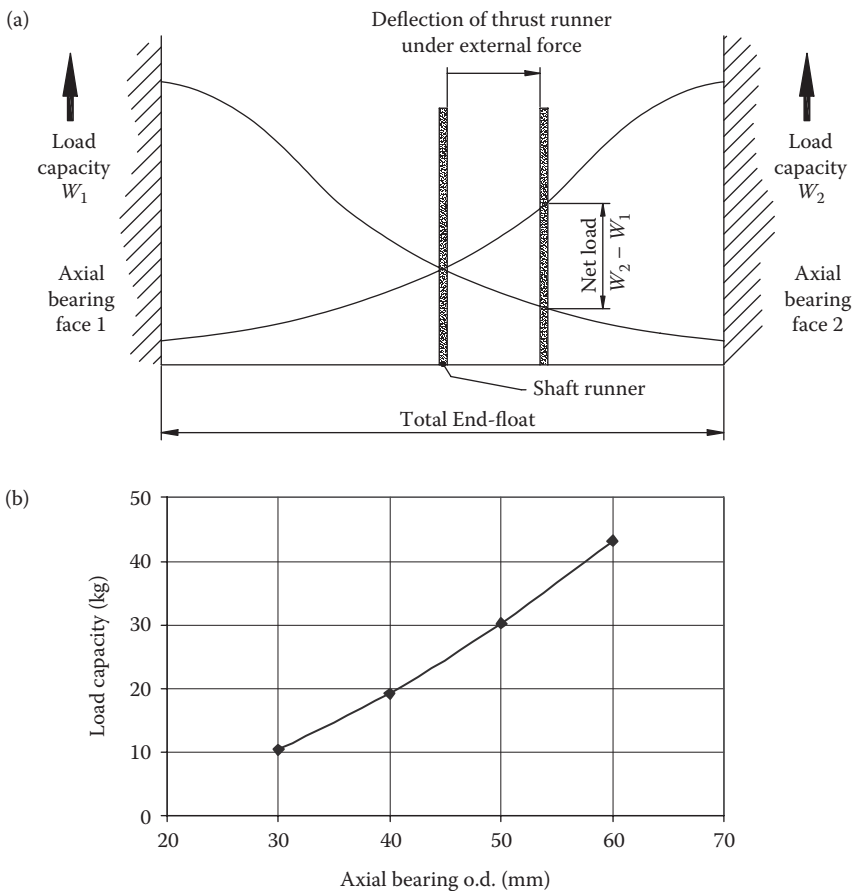 (a)
Deflection of thrust runner
under external force
Load
capacity
W1
Load
capacity
W2
Net load
W2 – W1
Axial
bearing
face 1
Axial
bearing
face 2
Shaft runner
Total End-float
(b)
50
40
30
20
10
0
Load capacity (kg)
20
30
40
50
60
70
Axial bearing o.d. (mm)